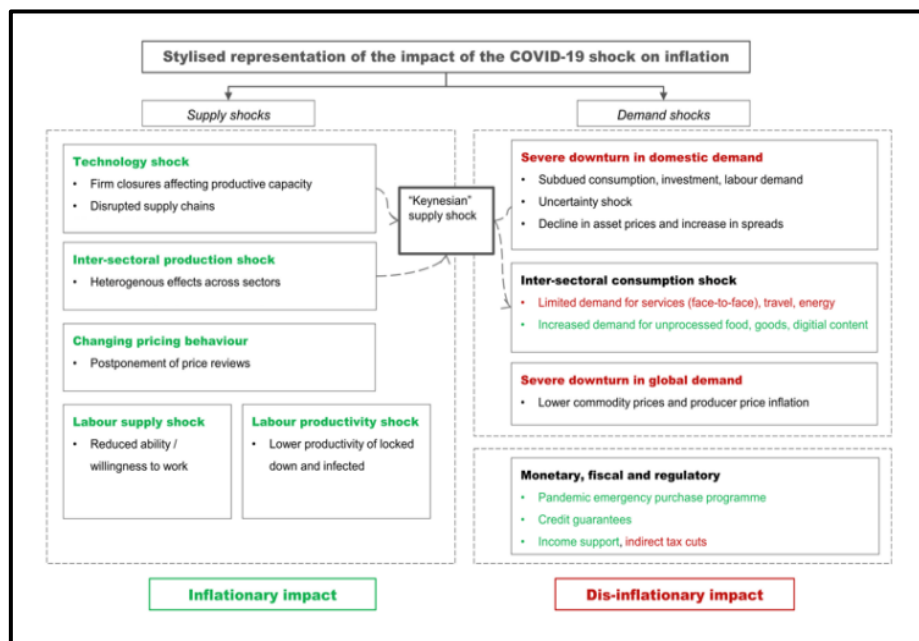 Stylised representation of the impact of the COVID-19 shock on inflation
Supply shocks
Technology shock
• Firm closures affecting productive capacity
• Disrupted supply chains
Inter-sectoral production shock
• Heterogenous effects across sectors
Changing pricing behaviour
• Postponement of price reviews
Labour supply shock
• Reduced ability /
willingness to work
Labour productivity shock
• Lower productivity of locked
down and infected
Inflationary impact
"Keynesian"
supply shock
Demand shocks
Severe downturn in domestic demand
• Subdued consumption, investment, labour demand
• Uncertainty shock
• Decline in asset prices and increase in spreads
Inter-sectoral consumption shock
• Limited demand for services (face-to-face), travel, energy
• Increased demand for unprocessed food, goods, digitial content
Severe downturn in global demand
• Lower commodity prices and producer price inflation
Monetary, fiscal and regulatory
• Pandemic emergency purchase programme
• Credit guarantees
• Income support, indirect tax cuts
Dis-inflationary impact